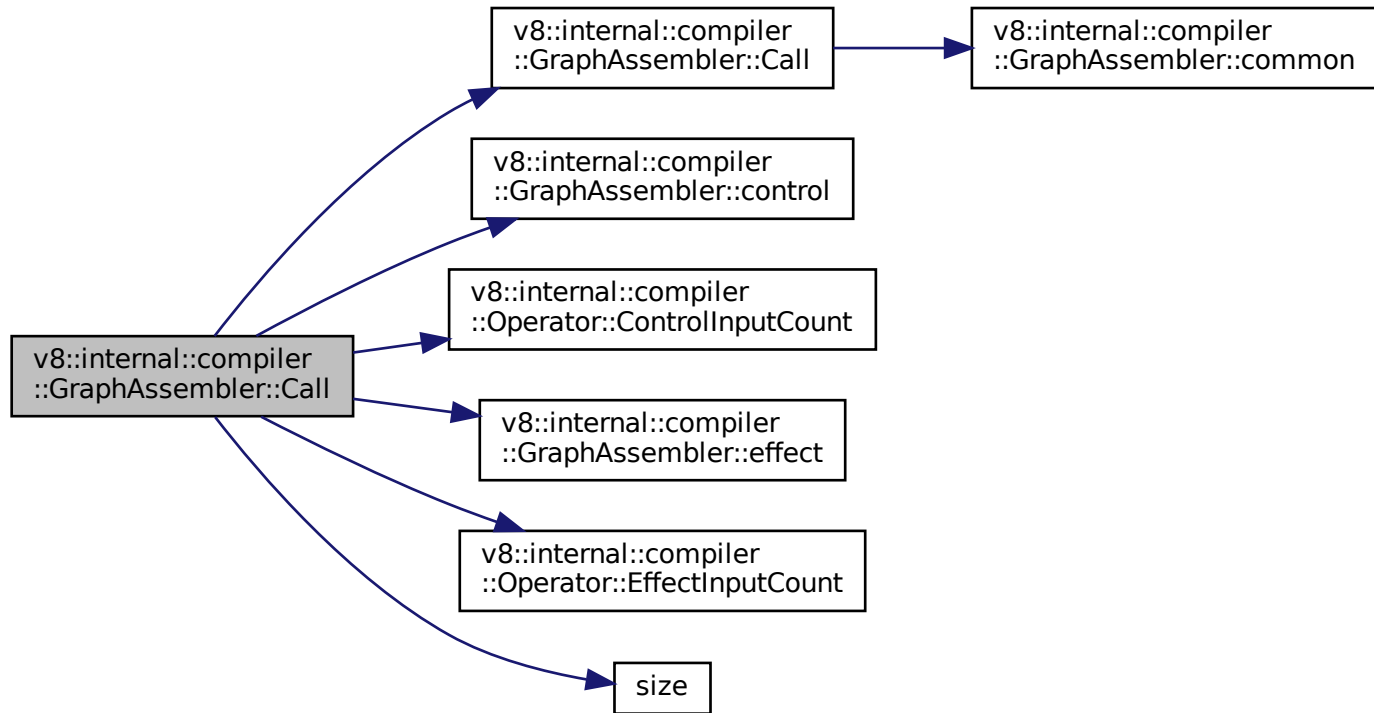 v8::internal::compiler
::GraphAssembler::Call
v8::internal::compiler
::GraphAssembler::Call
v8::internal::compiler
::GraphAssembler::common
v8::internal::compiler
::GraphAssembler::control
v8::internal::compiler
::Operator::ControlInputCount
v8::internal::compiler
::GraphAssembler::effect
v8::internal::compiler
::Operator::EffectInputCount
size